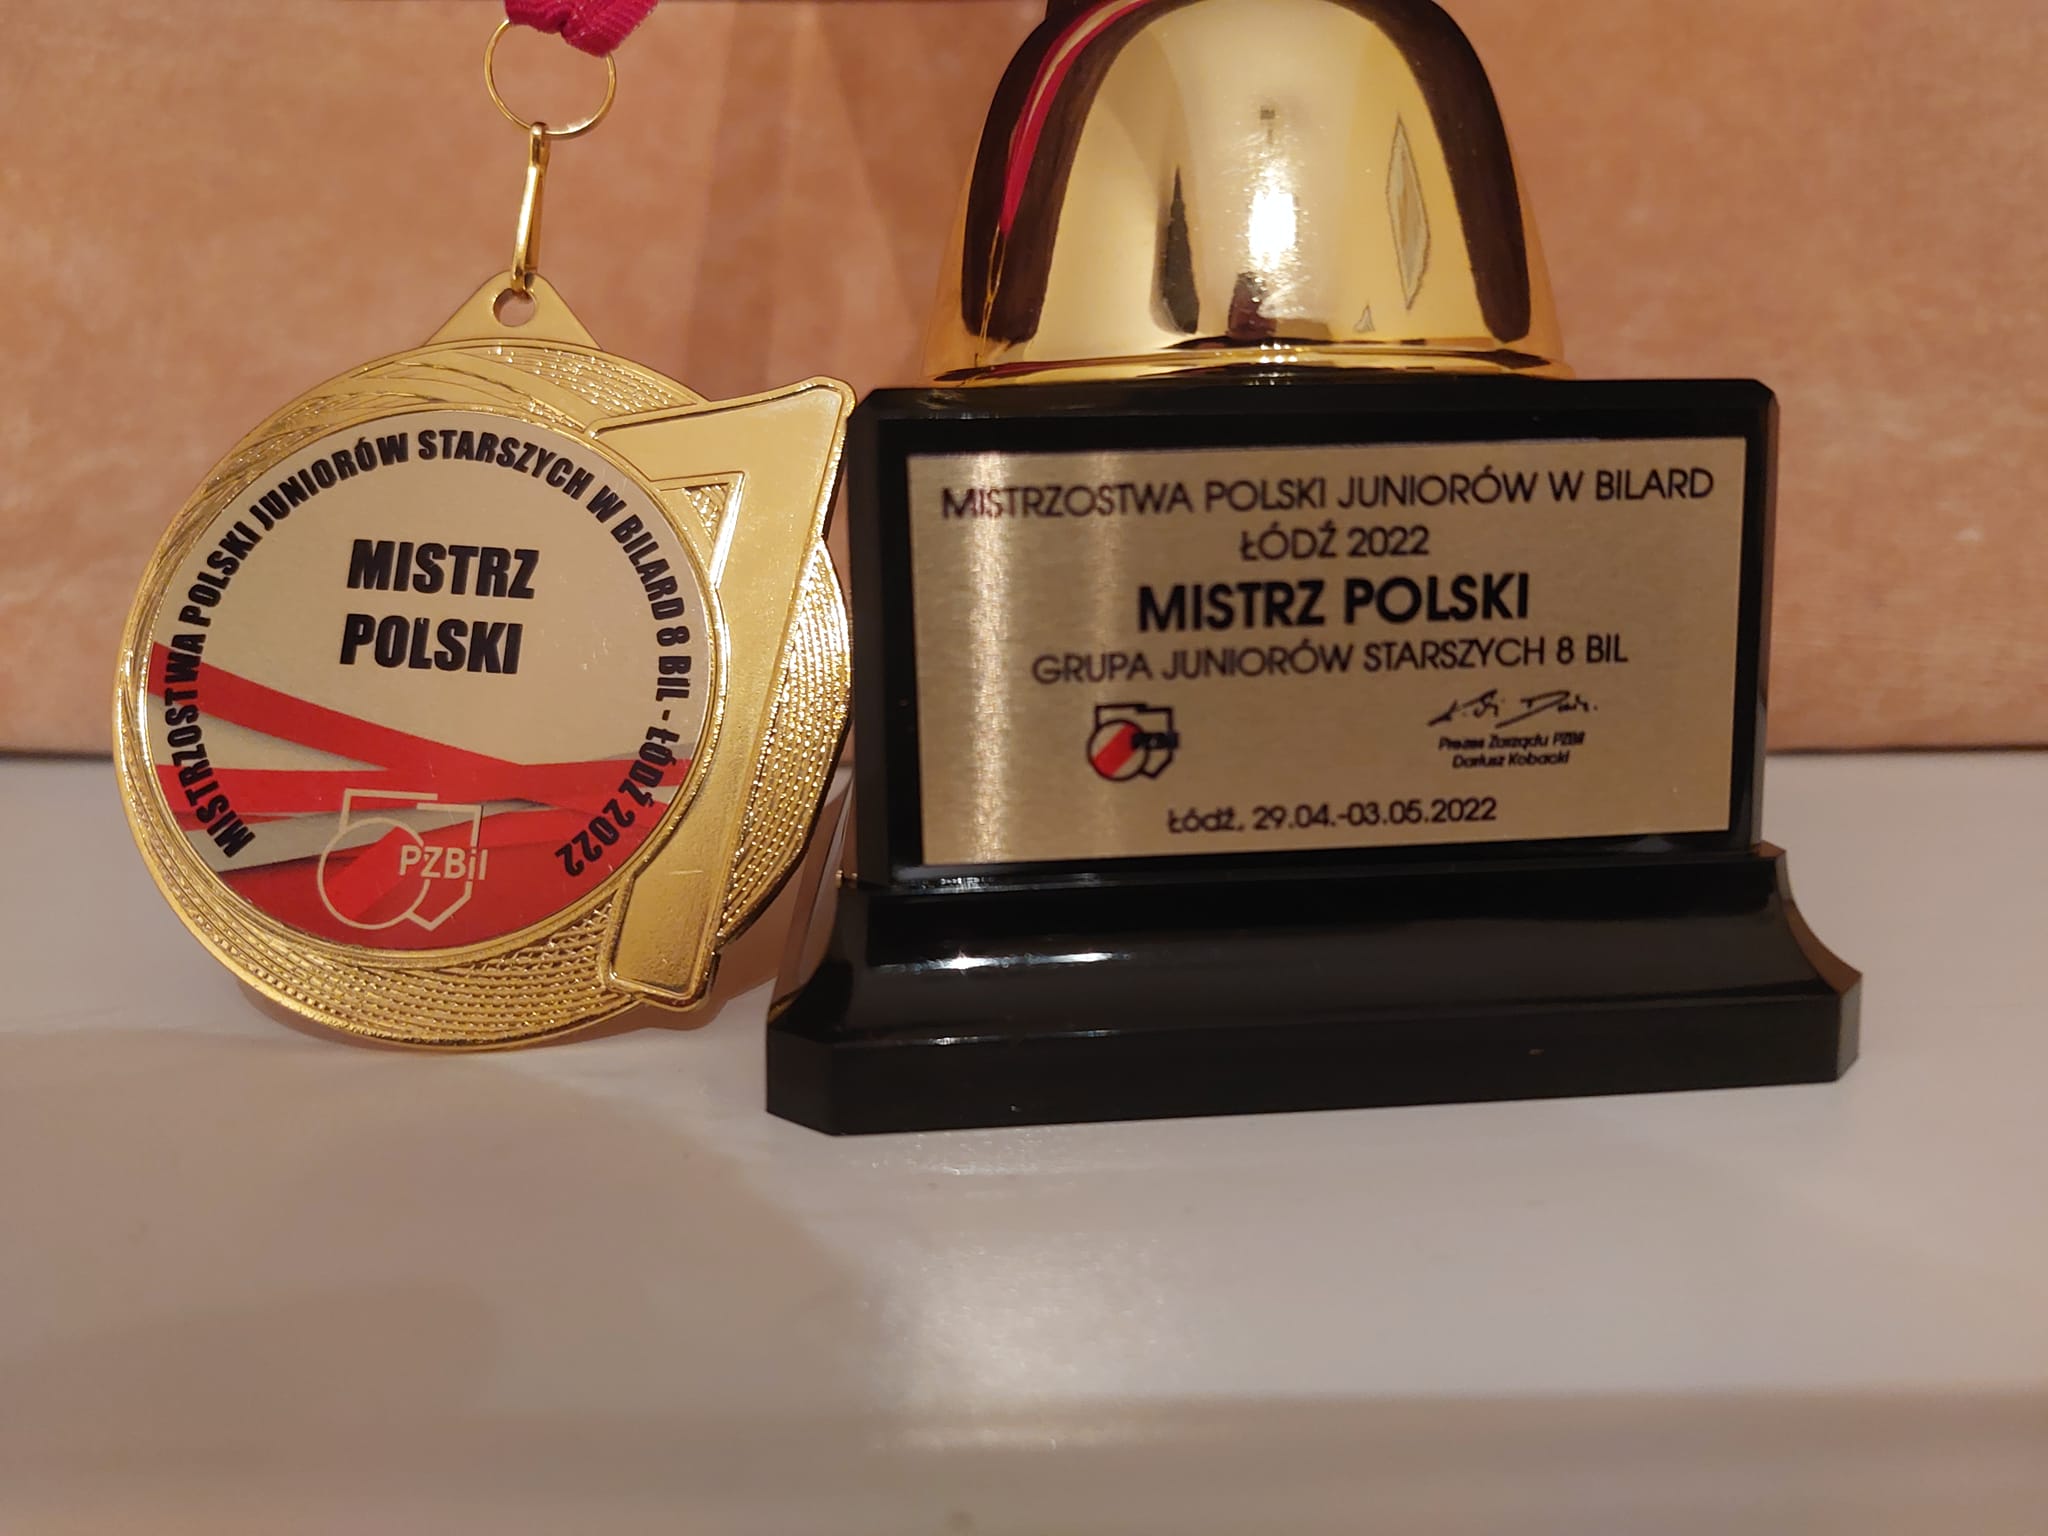 MISTRZOSTWA POLSKI JUNIORÓW STARSZYCH W BILARD 8 BIL - ŁÓDŹ 2022
MISTRZ
POLSKI
PZBil
MISTRZOSTWA POLSKI JUNIORÓW W BILARD
ŁÓDŹ 2022
MISTRZ POLSKI
GRUPA JUNIORÓW STARSZYCH 8 BIL
PZBil
Prezes Zarządu PZBil
Dariusz Kobacki
Łódź, 29.04.-03.05.2022